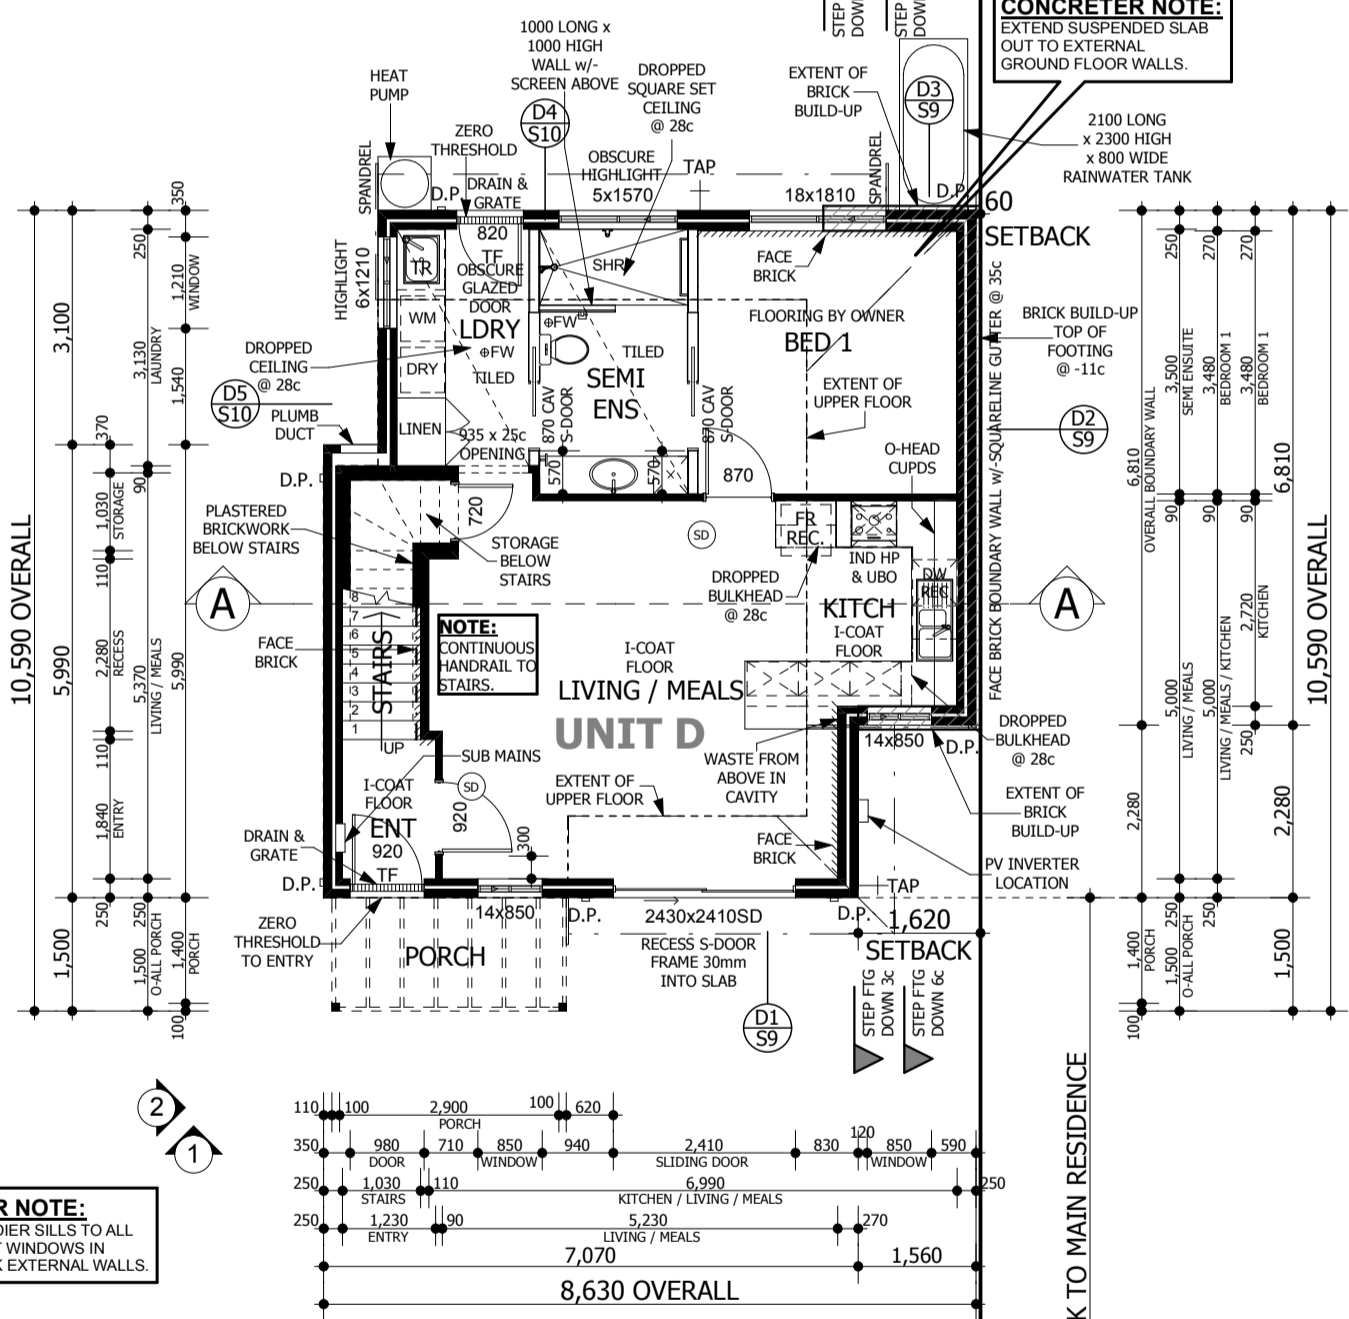 CONCRETER NOTE:
EXTEND SUSPENDED SLAB
OUT TO EXTERNAL
GROUND FLOOR WALLS.
STEP
DOW
STEP
DOW
1000 LONG x
1000 HIGH
WALL w/-
SCREEN ABOVE
HEAT
PUMP
DROPPED
SQUARE SET
CEILING
@ 28c
EXTENT OF
BRICK
BUILD-UP
D3
S9
D4
S10
2100 LONG
x 2300 HIGH
x 800 WIDE
RAINWATER TANK
ZERO
THRESHOLD
SPANDREL
OBSCURE
HIGHLIGHT
5x1570
TAP
SPANDREL
D.P.
DRAIN &
GRATE
18x1810
D.P.
60
SETBACK
HIGHLIGHT
6x1210
820
TF
OBSCURE
GLAZED
DOOR
TR
SHR
FACE
BRICK
WM
LDRY
FW
FW
TILED
TILED
DRY
FLOORING BY OWNER
BED 1
BRICK BUILD-UP
TOP OF
FOOTING
@ -11c
DROPPED
CEILING
@ 28c
SEMI
ENS
EXTENT OF
UPPER FLOOR
D5
S10
PLUMB
DUCT
LINEN
935 x 25c
OPENING
870 CAV
S-DOOR
870 CAV
S-DOOR
D2
S9
O-HEAD
CUPDS
570
570
870
D.P.
PLASTERED
BRICKWORK
BELOW STAIRS
720
STORAGE
BELOW
STAIRS
SD
FR
REC.
IND HP
& UBO
DW
REC
DROPPED
BULKHEAD
@ 28c
KITCH
I-COAT
FLOOR
A
A
FACE BRICK BOUNDARY WALL w/-SQUARELINE GUTTER @ 35c
8
7
6
5
4
3
2
1
STAIRS
UP
FACE
BRICK
NOTE:
CONTINUOUS
HANDRAIL TO
STAIRS.
I-COAT
FLOOR
LIVING / MEALS
UNIT D
14x850
D.P.
DROPPED
BULKHEAD
@ 28c
SUB MAINS
WASTE FROM
ABOVE IN
CAVITY
I-COAT
FLOOR
SD
EXTENT OF
UPPER FLOOR
EXTENT OF
BRICK
BUILD-UP
ENT
920
TF
920
300
DRAIN &
GRATE
FACE
BRICK
PV INVERTER
LOCATION
D.P.
14x850
D.P.
2430x2410SD
D.P.
TAP
1,620
SETBACK
ZERO
THRESHOLD
TO ENTRY
PORCH
RECESS S-DOOR
FRAME 30mm
INTO SLAB
D1
S9
STEP FTG
DOWN 3c
STEP FTG
DOWN 6c
10,590 OVERALL
3,100
5,990
1,500
370
1,030
STORAGE
110
2,280
RECESS
110
1,840
ENTRY
250
250
3,130
LAUNDRY
90
5,370
LIVING / MEALS
250
1,500
O-ALL PORCH
350
1,210
WINDOW
1,540
5,990
1,400
PORCH
100
6,810
OVERALL BOUNDARY WALL
2,280
1,400
PORCH
100
250
3,500
SEMI ENSUITE
90
5,000
LIVING / MEALS
250
1,500
O-ALL PORCH
270
3,480
BEDROOM 1
90
5,000
LIVING / MEALS / KITCHEN
250
270
3,480
BEDROOM 1
90
2,720
KITCHEN
250
6,810
2,280
1,500
10,590 OVERALL
2
1
110
100
2,900
PORCH
100
620
350
980
DOOR
710
850
WINDOW
940
2,410
SLIDING DOOR
830
120
850
WINDOW
590
250
1,030
STAIRS
110
6,990
KITCHEN / LIVING / MEALS
250
250
1,230
ENTRY
90
5,230
LIVING / MEALS
270
7,070
1,560
8,630 OVERALL
K TO MAIN RESIDENCE
R NOTE:
DIER SILLS TO ALL
T WINDOWS IN
K EXTERNAL WALLS.